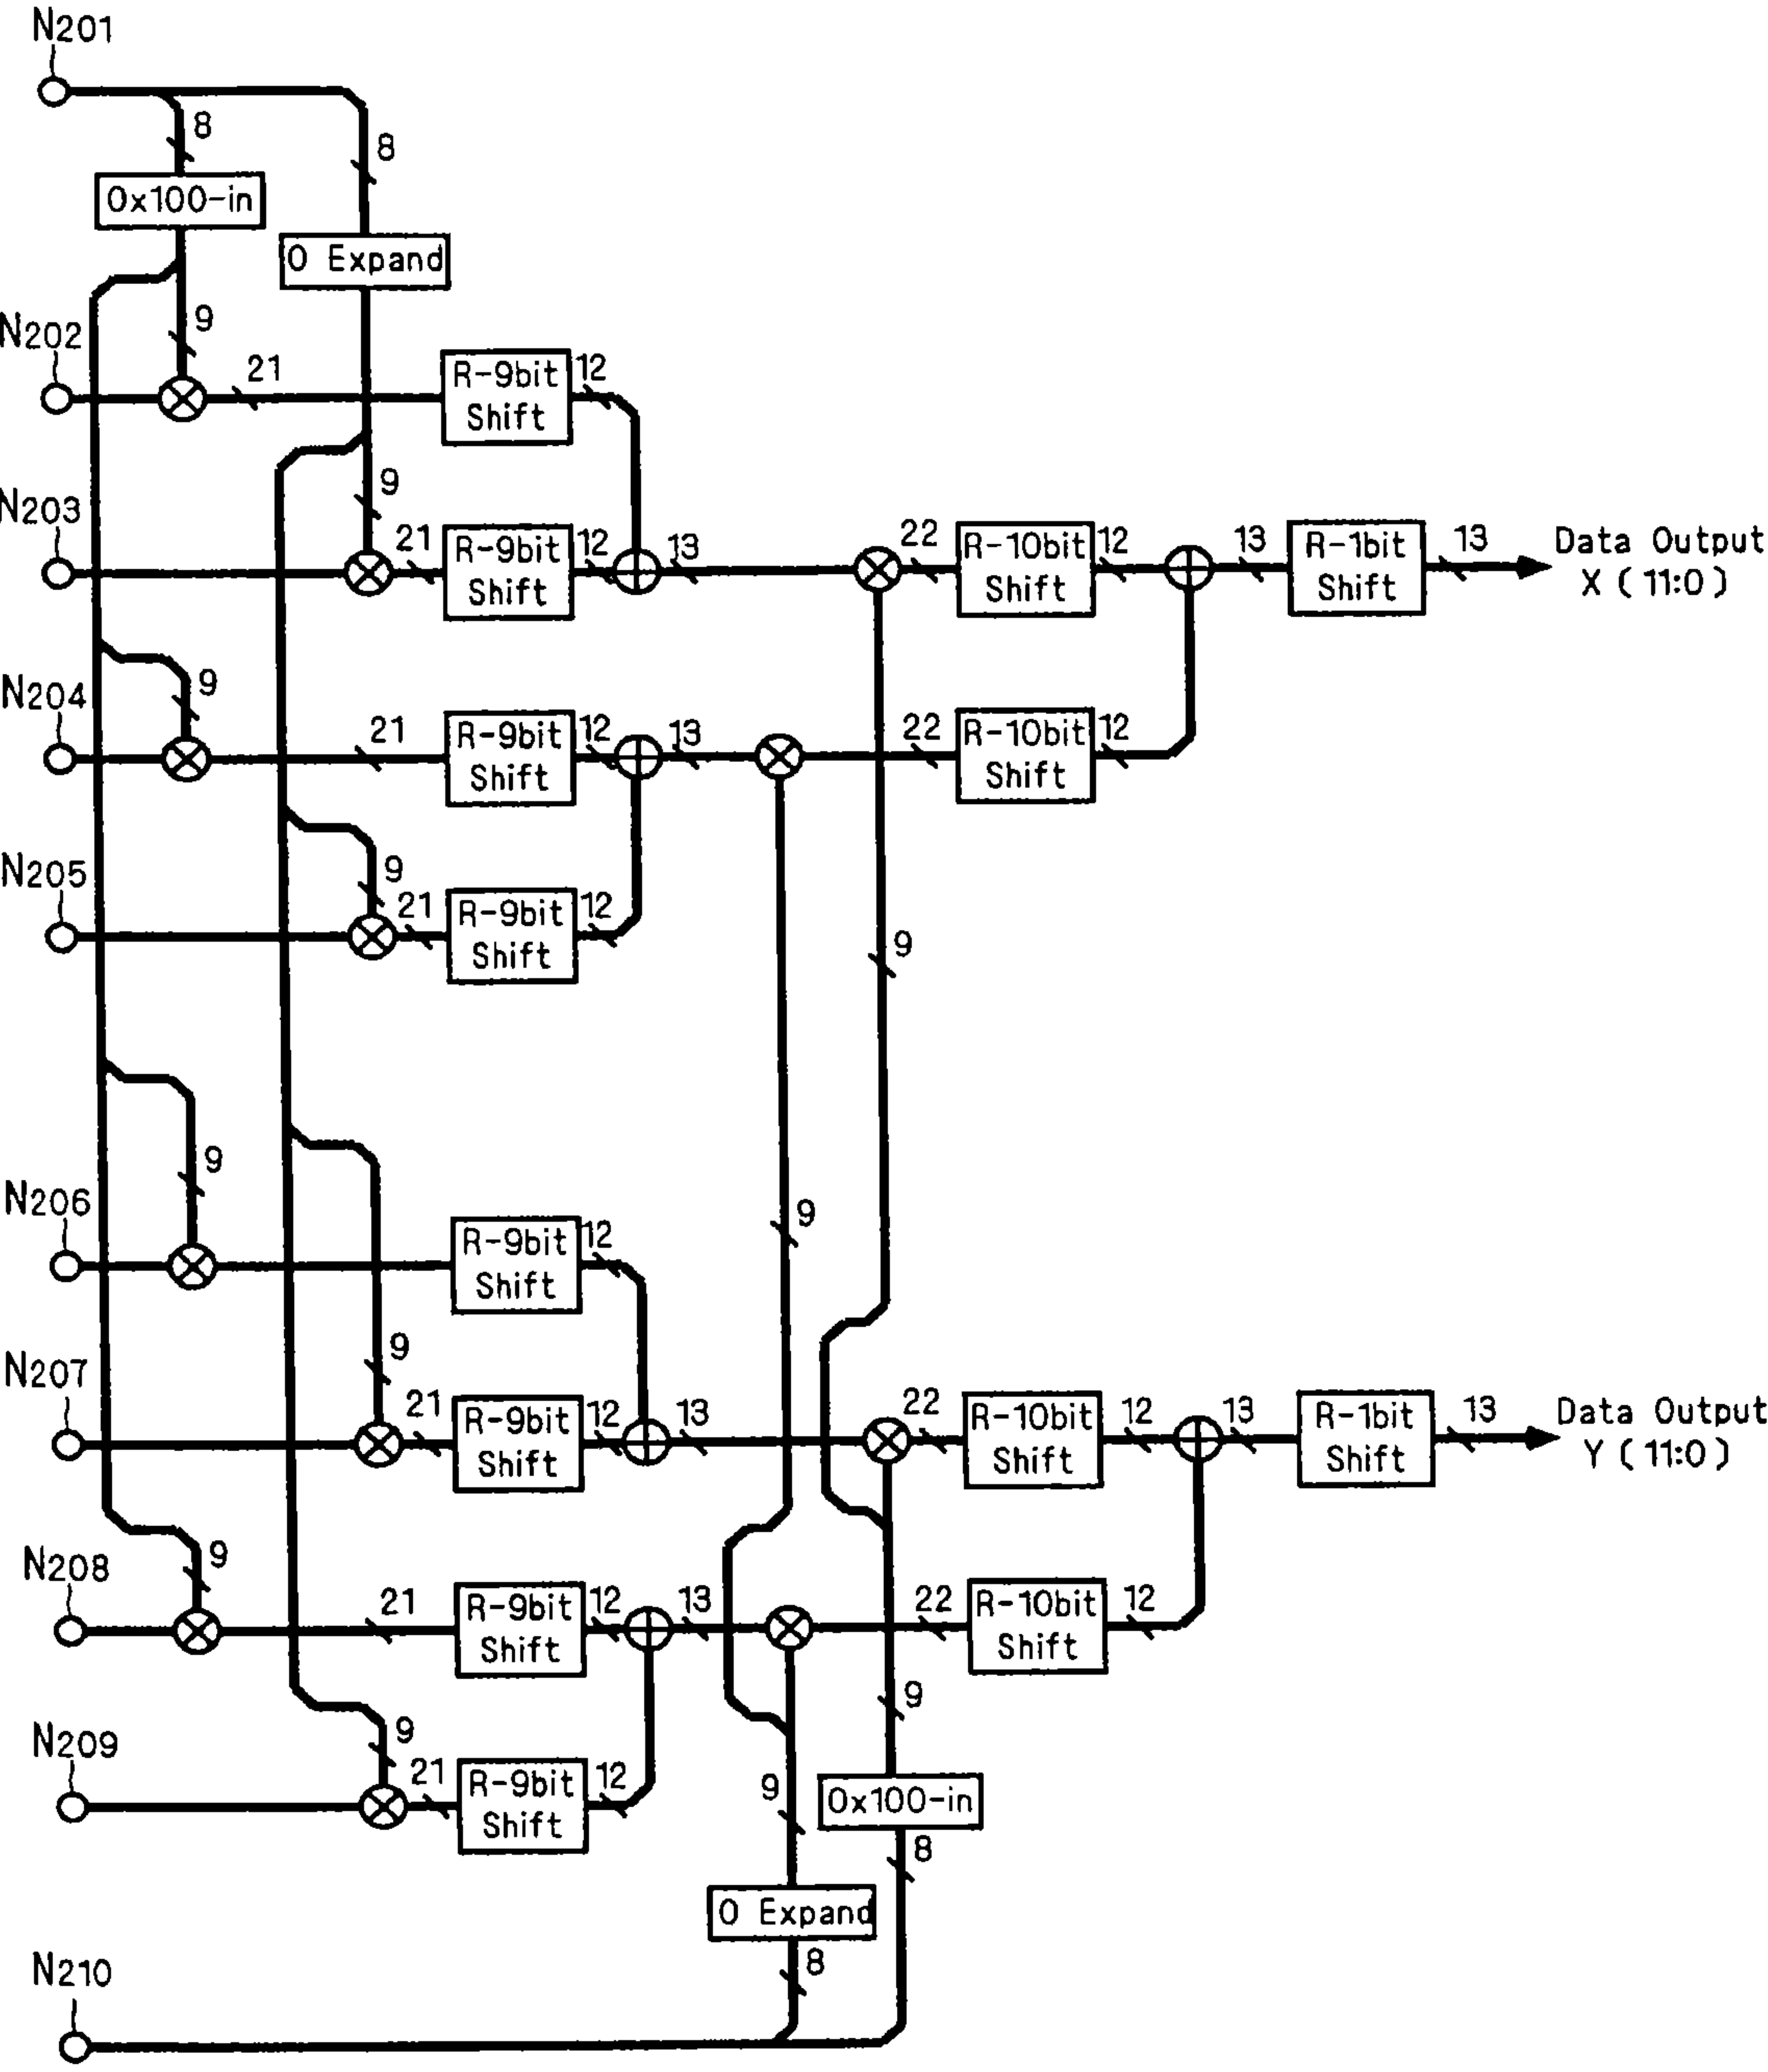 N201
8
8
0x100-in
0 Expand
9
N202
21
R-9bit
Shift
12
9
N203
21
R-9bit
Shift
12
13
22
R-10bit
Shift
12
13
R-1bit
Shift
13
Data Output
X ( 11:0 )
9
N204
21
R-9bit
Shift
12
13
22
R-10bit
Shift
12
9
N205
21
R-9bit
Shift
12
9
9
9
N206
R-9bit
Shift
12
9
N207
21
R-9bit
Shift
12
13
22
R-10bit
Shift
12
13
R-1bit
Shift
13
Data Output
Y ( 11:0 )
9
N208
21
R-9bit
Shift
12
13
22
R-10bit
Shift
12
9
9
N209
21
R-9bit
Shift
12
9
0x100-in
8
0 Expand
8
N210